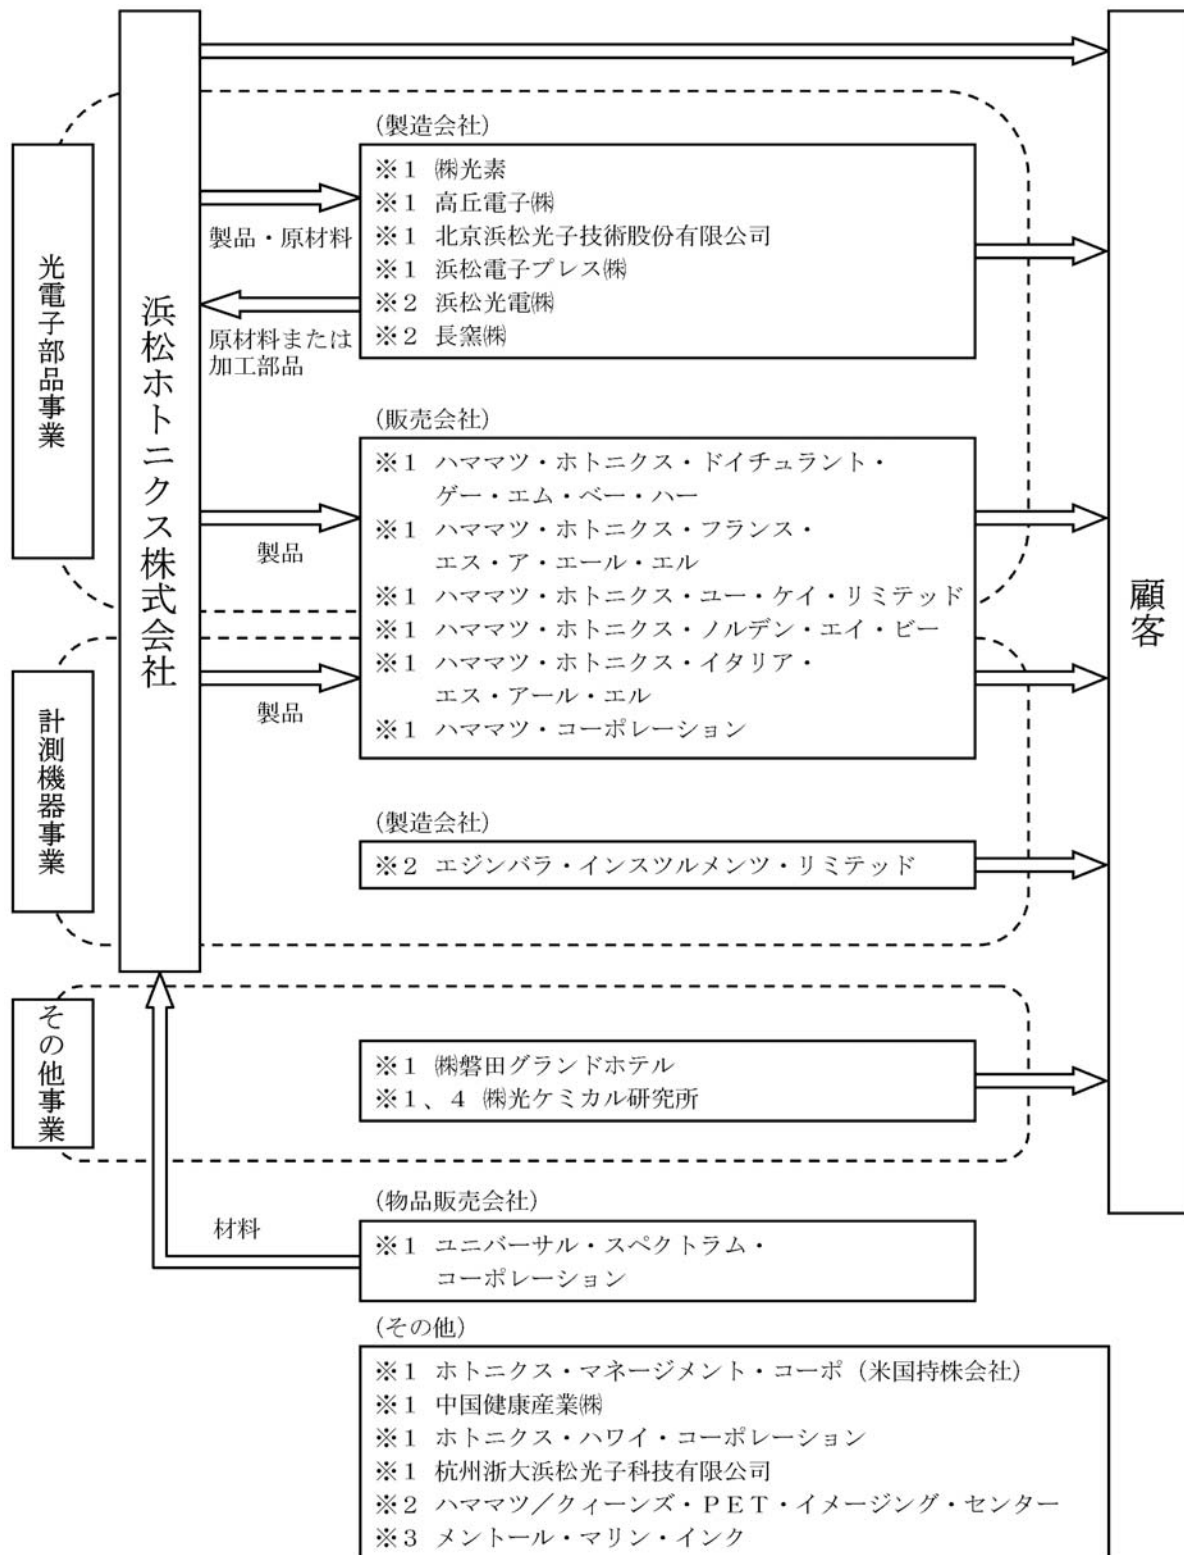 浜松ホトニクス株式会社
顧客
光電子部品事業
(製造会社)
※1 ㈱光素
※1 高丘電子㈱
※1 北京浜松光子技術股份有限公司
※1 浜松電子プレス㈱
※2 浜松光電㈱
※2 長窯㈱
製品・原材料
原材料または
加工部品
(販売会社)
※1 ハママツ・ホトニクス・ドイチュラント・
ゲー・エム・ベー・ハー
※1 ハママツ・ホトニクス・フランス・
エス・ア・エール・エル
※1 ハママツ・ホトニクス・ユー・ケイ・リミテッド
※1 ハママツ・ホトニクス・ノルデン・エイ・ビー
※1 ハママツ・ホトニクス・イタリア・
エス・アール・エル
※1 ハママツ・コーポレーション
製品
製品
計測機器事業
(製造会社)
※2 エジンバラ・インスツルメンツ・リミテッド
その他事業
※1 ㈱磐田グランドホテル
※1、4 ㈱光ケミカル研究所
材料
(物品販売会社)
※1 ユニバーサル・スペクトラム・
コーポレーション
(その他)
※1 ホトニクス・マネージメント・コーポ(米国持株会社)
※1 中国健康産業㈱
※1 ホトニクス・ハワイ・コーポレーション
※1 杭州浙大浜松光子科技有限公司
※2 ハママツ/クィーンズ・PET・イメージング・センター
※3 メントール・マリン・インク